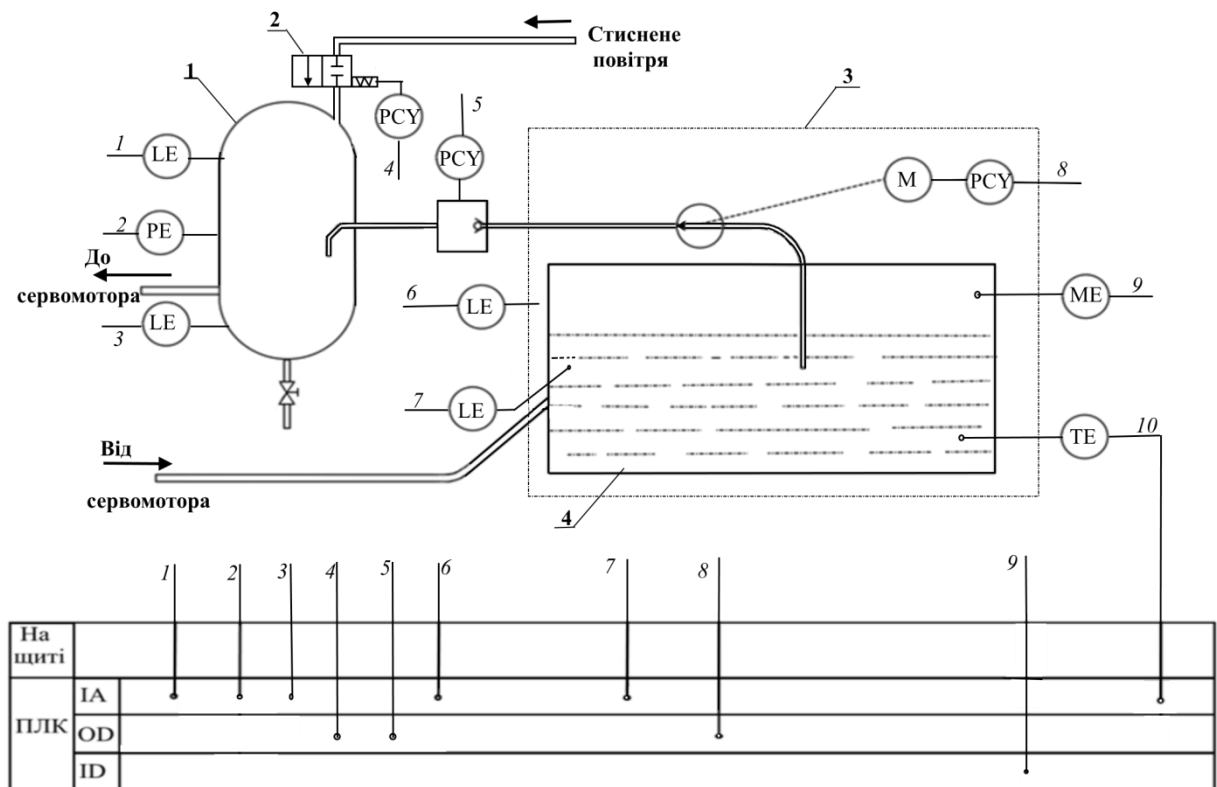 2
Стиснене
повітря
1
3
PCY
5
1
LE
PCY
4
M
PCY
8
2
PE
До
сервомотора
6
LE
ME
9
3
LE
7
LE
10
TE
Від
сервомотора
4
1
2
3
4
5
6
7
8
9
На
щиті
ПЛК
IA
OD
ID